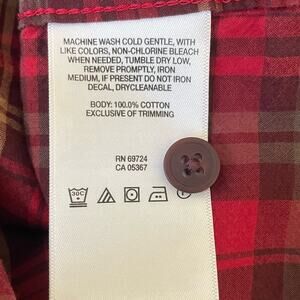 MACHINE WASH COLD GENTLE, WITH
LIKE COLORS, NON-CHLORINE BLEACH
WHEN NEEDED, TUMBLE DRY LOW,
REMOVE PROMPTLY, IRON
MEDIUM, IF PRESENT DO NOT IRON
DECAL, DRYCLEANABLE
BODY: 100.0% COTTON
EXCLUSIVE OF TRIMMING
RN 69724
CA 05367
30C